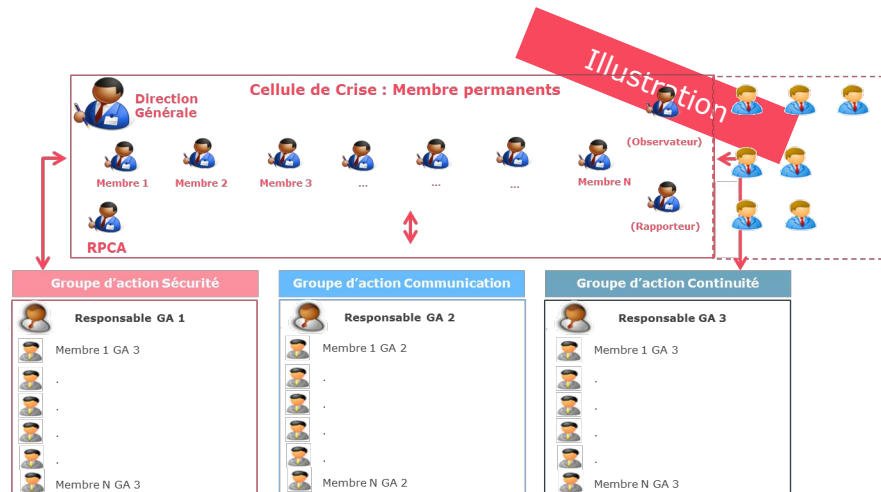 Illustration
Direction
Générale
Cellule de Crise : Membre permanents
(Observateur)
Membre 1
Membre 2
Membre 3
...
...
...
Membre N
RPCA
(Rapporteur)
Groupe d'action Sécurité
Responsable GA 1
Membre 1 GA 3
.
.
.
.
Membre N GA 3
Groupe d'action Communication
Responsable GA 2
Membre 1 GA 2
.
.
.
.
Membre N GA 2
Groupe d'action Continuité
Responsable GA 3
Membre 1 GA 3
.
.
.
.
Membre N GA 3